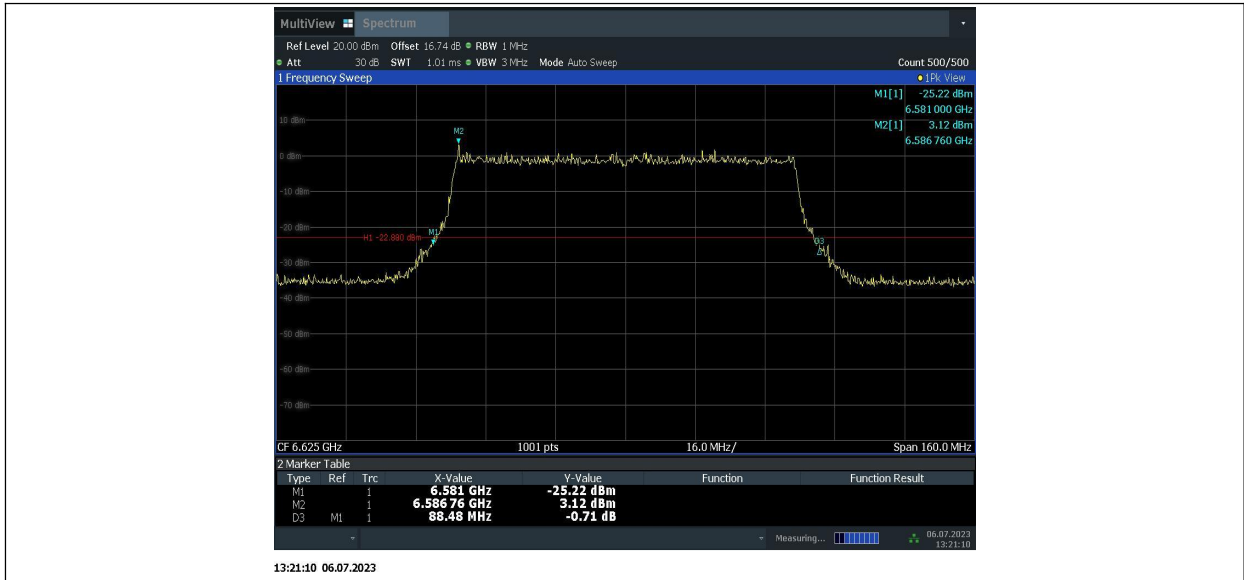 MultiView Spectrum
Ref Level 20.00 dBm Offset 16.74 dB RBW 1 MHz
Att 30 dB SWT 1.01 ms VBW 3 MHz Mode Auto Sweep Count 500/500
1 Frequency Sweep 1Pk View
M1[1] -25.22 dBm
6.581000 GHz
M2[1] 3.12 dBm
6.586760 GHz
10 dBm
M2
0 dBm
-10 dBm
-20 dBm
H1 -22.880 dBm
M1
D3
-30 dBm
-40 dBm
-50 dBm
-60 dBm
-70 dBm
CF 6.625 GHz 1001 pts 16.0 MHz/ Span 160.0 MHz
2 Marker Table
Type Ref Trc X-Value Y-Value Function Function Result
M1 1 6.581 GHz -25.22 dBm
M2 1 6.58676 GHz 3.12 dBm
D3 M1 1 88.48 MHz -0.71 dB
Measuring... 06.07.2023
13:21:10
13:21:10 06.07.2023